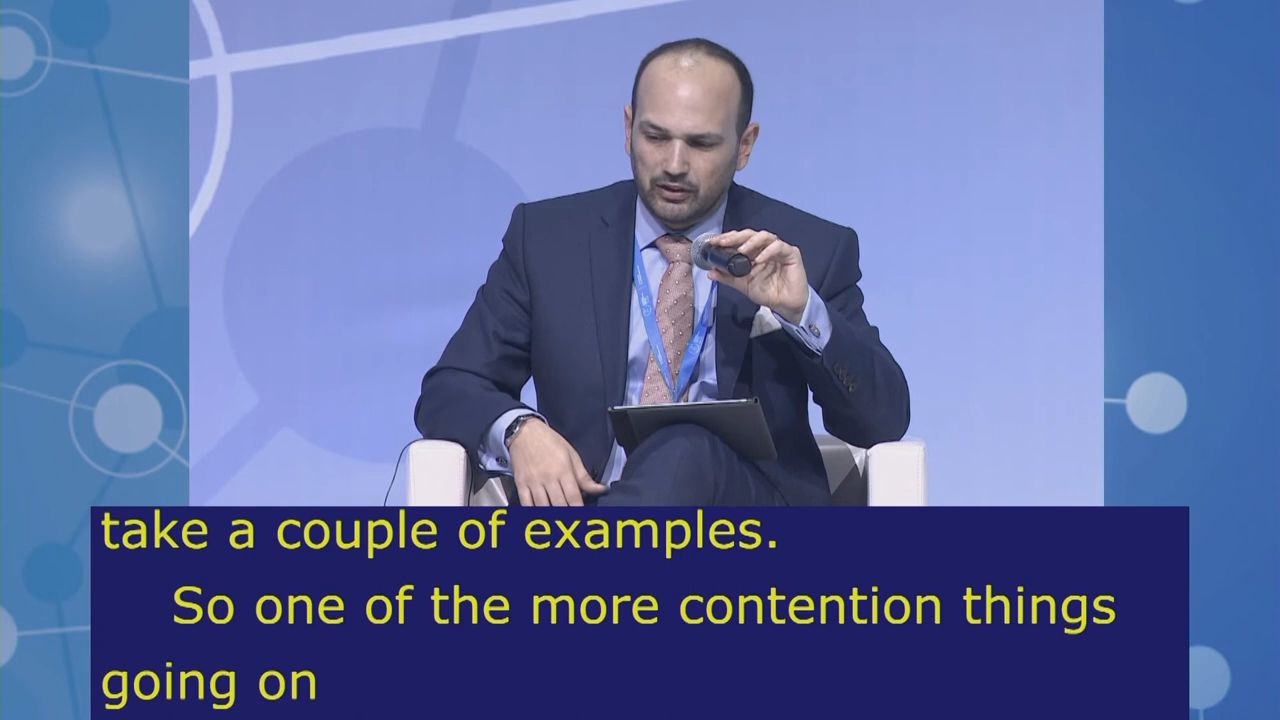 take a couple of examples.
So one of the more contention things
going on